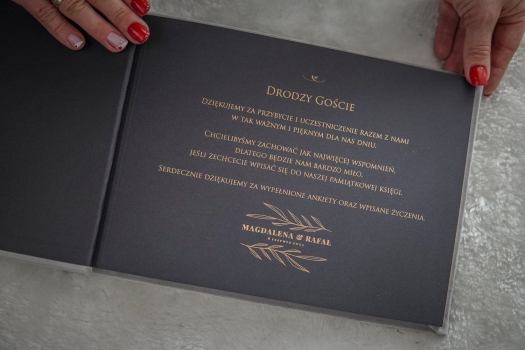 Drodzy Goście
Dziękujemy za przybycie i uczestniczenie razem z nami
w tak ważnym i pięknym dla nas dniu.
Chcielibyśmy zachować jak najwięcej wspomnień,
dlatego będzie nam bardzo miło,
jeśli zechcecie wpisać się do naszej pamiątkowej księgi.
Serdecznie dziękujemy za wypełnione ankiety oraz wpisane życzenia.
MAGDALENA & RAFAŁ